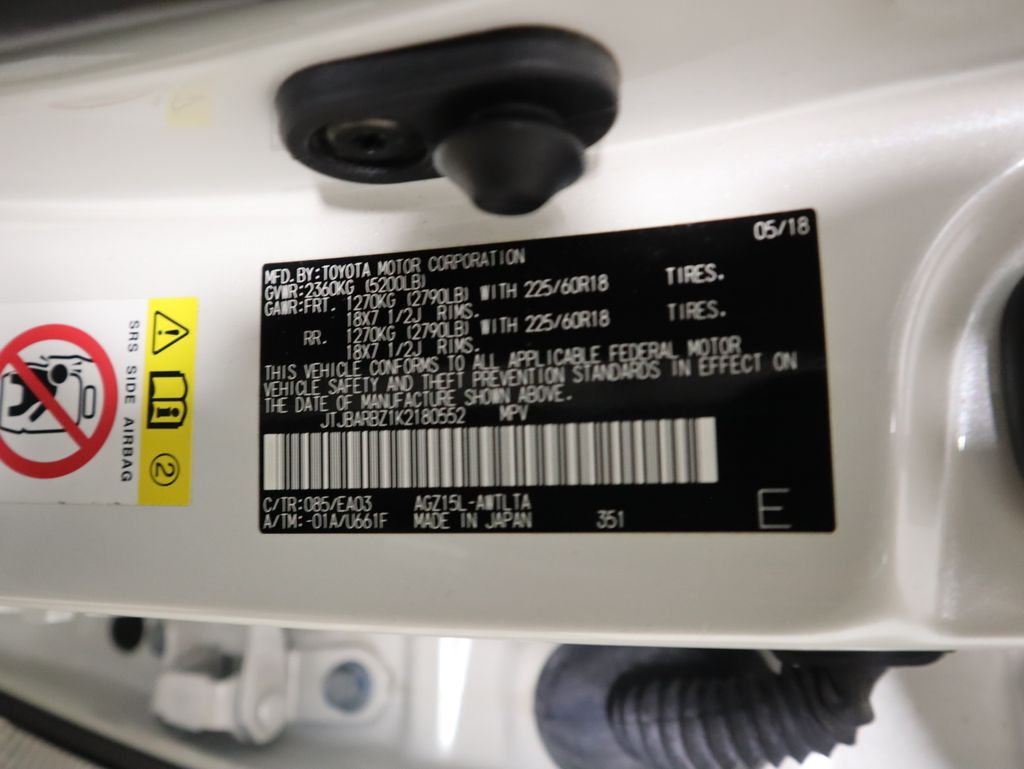 05/18
MFD. BY: TOYOTA MOTOR CORPORATION
GVWR: 2360KG (5200LB)
GAWR: FRT. 1270KG (2790LB) WITH 225/60R18 TIRES.
18X7 1/2J RIMS.
RR. 1270KG (2790LB) WITH 225/60R18 TIRES.
18X7 1/2J RIMS.
THIS VEHICLE CONFORMS TO ALL APPLICABLE FEDERAL MOTOR
VEHICLE SAFETY AND THEFT PREVENTION STANDARDS IN EFFECT ON
THE DATE OF MANUFACTURE SHOWN ABOVE.
JTJBARBZ1K2180552 MPV
C/TR: 085/EA03 AGZ15L-AWTLTA
A/TM: -01A/U661F MADE IN JAPAN 351 E
SRS SIDE AIRBAG
2